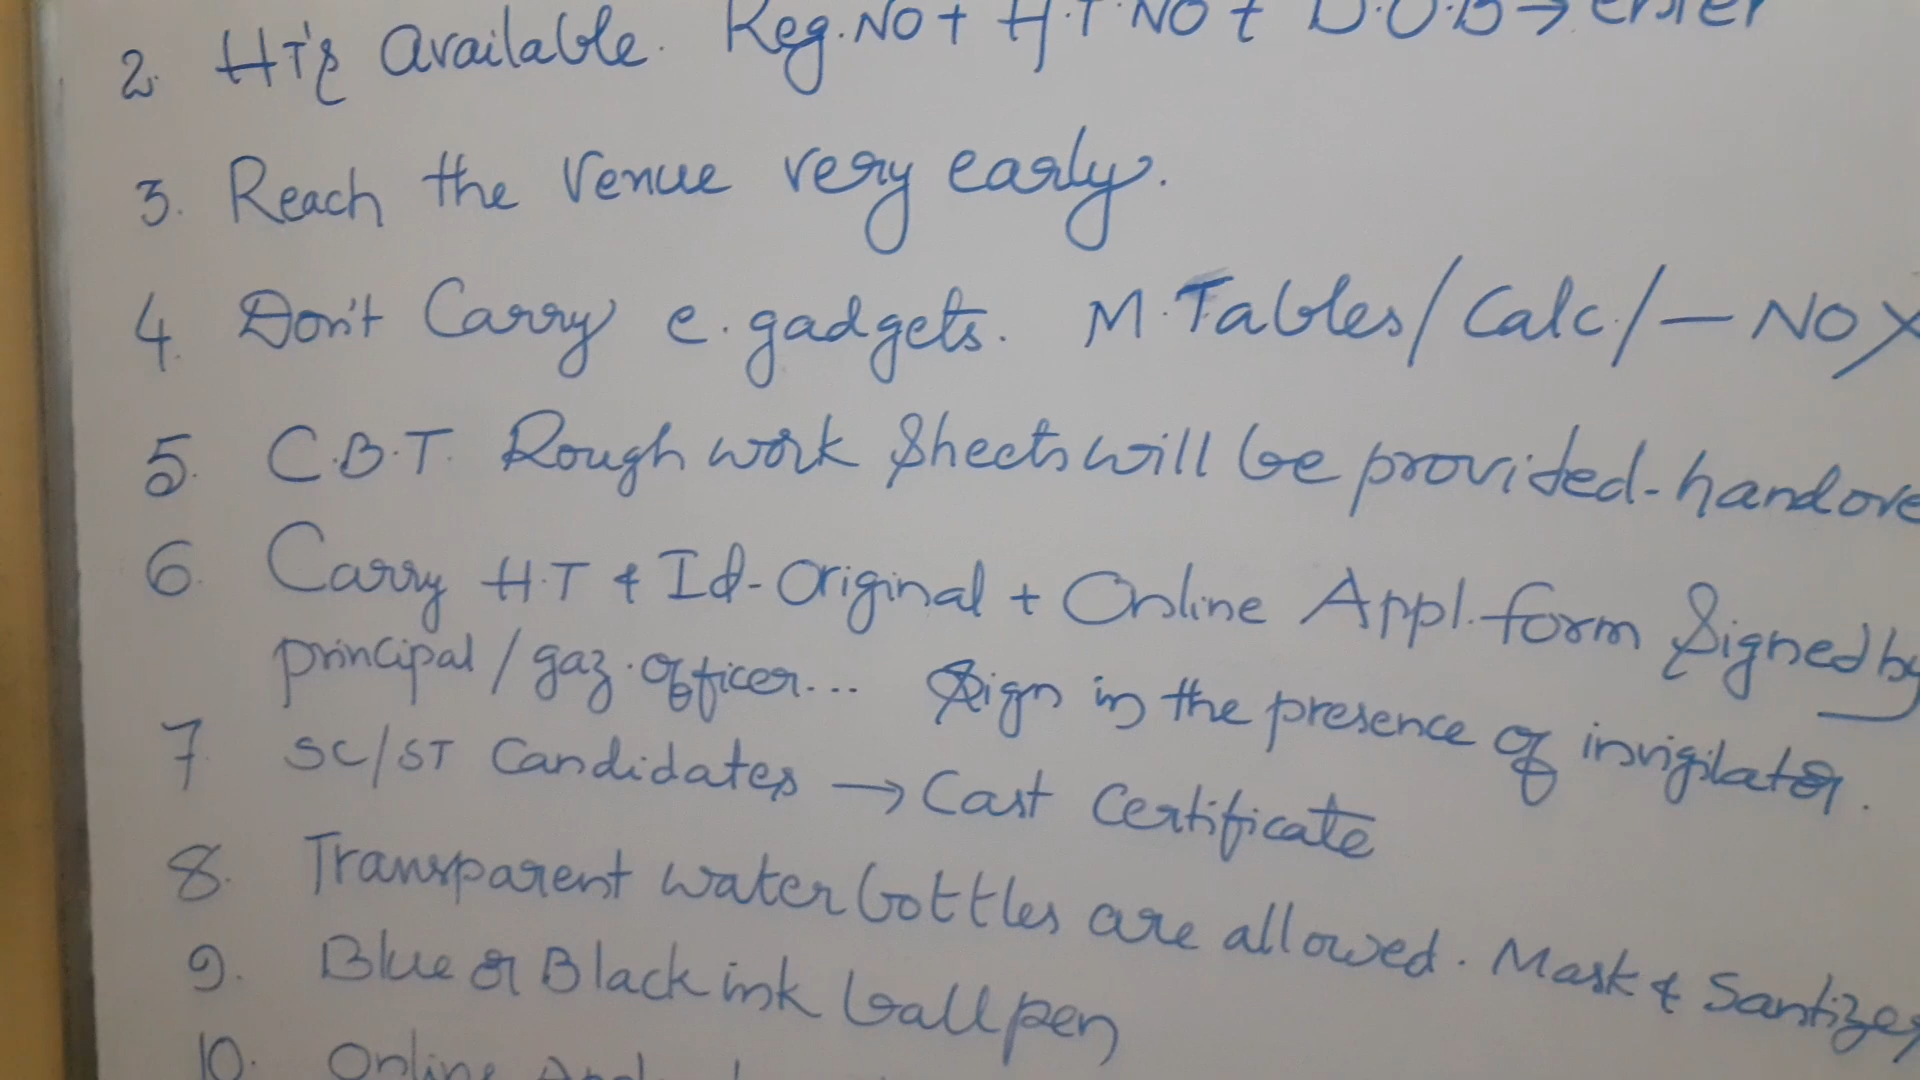 2. HT's available. Reg.NO + H.T.NO + D.O.B → enter
3. Reach the Venue very early.
4. Don't Carry e.gadgets. M.Tables/Calc./— NO X
5. C.B.T. Rough work Sheets will be provided-handove
6. Carry H.T & Id-Original + Online Appl. form Signed by
principal/gaz.officer... Sign in the presence of invigilator.
7 SC/ST Candidates → Cast Certificate
8. Transparent water bottles are allowed. Mask & Santizer
9. Blue or Black ink ball pen
10. Online